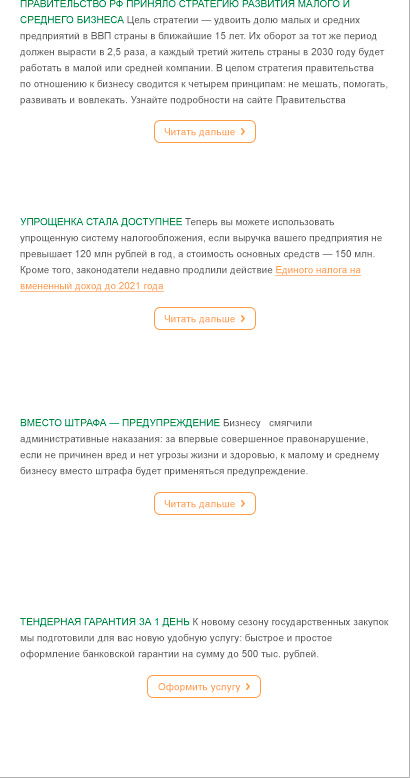 ПРАВИТЕЛЬСТВО РФ ПРИНЯЛО СТРАТЕГИЮ РАЗВИТИЯ МАЛОГО И
СРЕДНЕГО БИЗНЕСА Цель стратегии — удвоить долю малых и средних
предприятий в ВВП страны в ближайшие 15 лет. Их оборот за тот же период
должен вырасти в 2,5 раза, а каждый третий житель страны в 2030 году будет
работать в малой или средней компании. В целом стратегия правительства
по отношению к бизнесу сводится к четырем принципам: не мешать, помогать,
развивать и вовлекать. Узнайте подробности на сайте Правительства
Читать дальше
УПРОЩЕНКА СТАЛА ДОСТУПНЕЕ Теперь вы можете использовать
упрощенную систему налогообложения, если выручка вашего предприятия не
превышает 120 млн рублей в год, а стоимость основных средств — 150 млн.
Кроме того, законодатели недавно продлили действие Единого налога на
вмененный доход до 2021 года
Читать дальше
ВМЕСТО ШТРАФА — ПРЕДУПРЕЖДЕНИЕ Бизнесу смягчили
административные наказания: за впервые совершенное правонарушение,
если не причинен вред и нет угрозы жизни и здоровью, к малому и среднему
бизнесу вместо штрафа будет применяться предупреждение.
Читать дальше
ТЕНДЕРНАЯ ГАРАНТИЯ ЗА 1 ДЕНЬ К новому сезону государственных закупок
мы подготовили для вас новую удобную услугу: быстрое и простое
оформление банковской гарантии на сумму до 500 тыс. рублей.
Оформить услугу